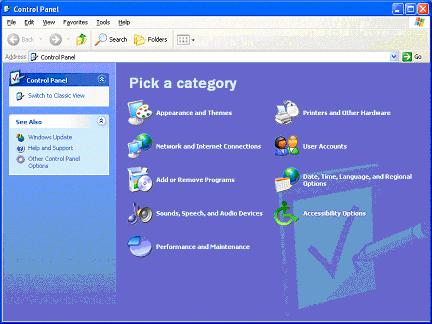 Control Panel
File Edit View Favorites Tools Help
Back Search Folders
Address Control Panel Go
Control Panel
Switch to Classic View
See Also
Windows Update
Help and Support
Other Control Panel
Options
Pick a category
Appearance and Themes
Printers and Other Hardware
Network and Internet Connections
User Accounts
Add or Remove Programs
Date, Time, Language, and Regional
Options
Sounds, Speech, and Audio Devices
Accessibility Options
Performance and Maintenance